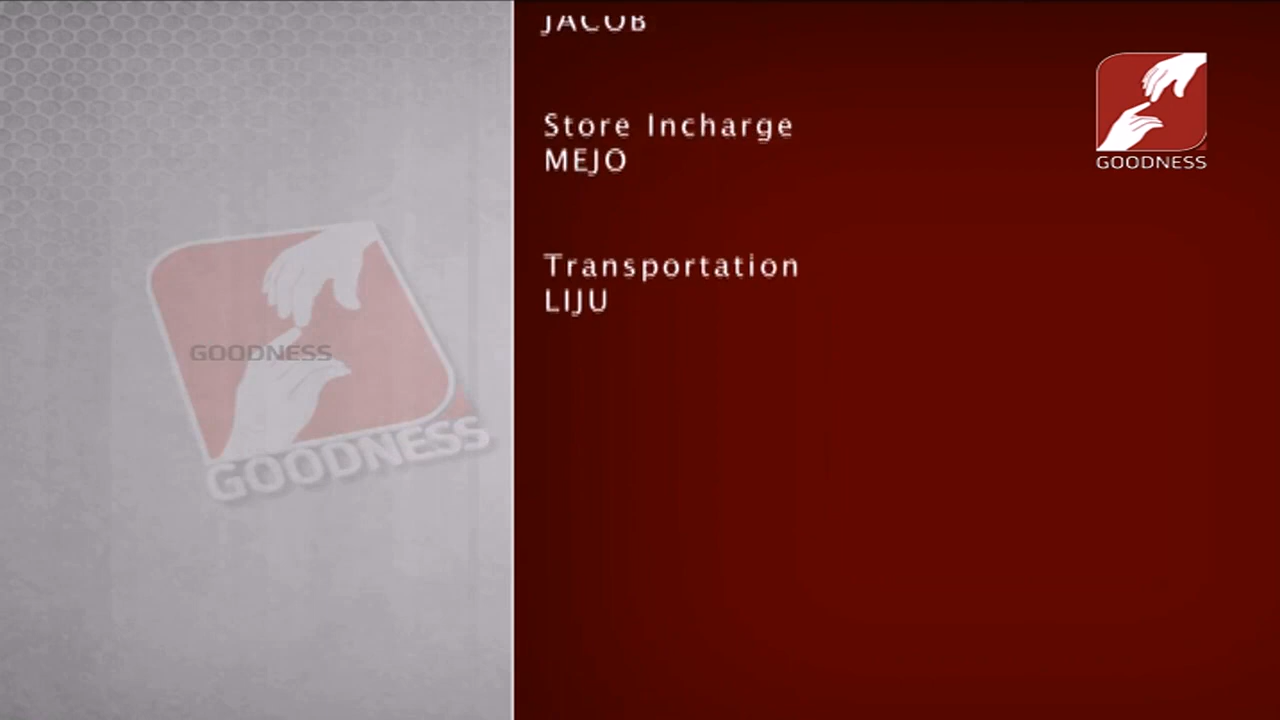 JACOB
Store Incharge
MEJO
Transportation
LIJU
GOODNESS
GOODNESS
GOODNESS